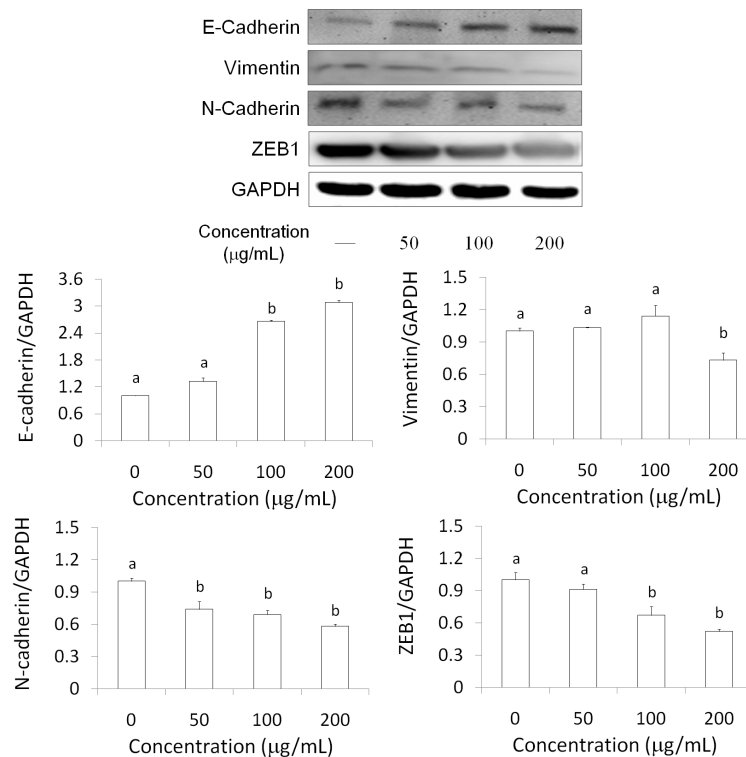 E-Cadherin
Vimentin
N-Cadherin
ZEB1
GAPDH
Concentration
(μg/mL)
— 50 100 200
E-cadherin/GAPDH
3.6
3
2.4
1.8
1.2
0.6
0
a a b b
0 50 100 200
Concentration (μg/mL)
Vimentin/GAPDH
1.5
1.2
0.9
0.6
0.3
0
a a a b
0 50 100 200
Concentration (μg/mL)
N-cadherin/GAPDH
1.5
1.2
0.9
0.6
0.3
0
a b b b
0 50 100 200
Concentration (μg/mL)
ZEB1/GAPDH
1.5
1.2
0.9
0.6
0.3
0
a a b b
0 50 100 200
Concentration (μg/mL)